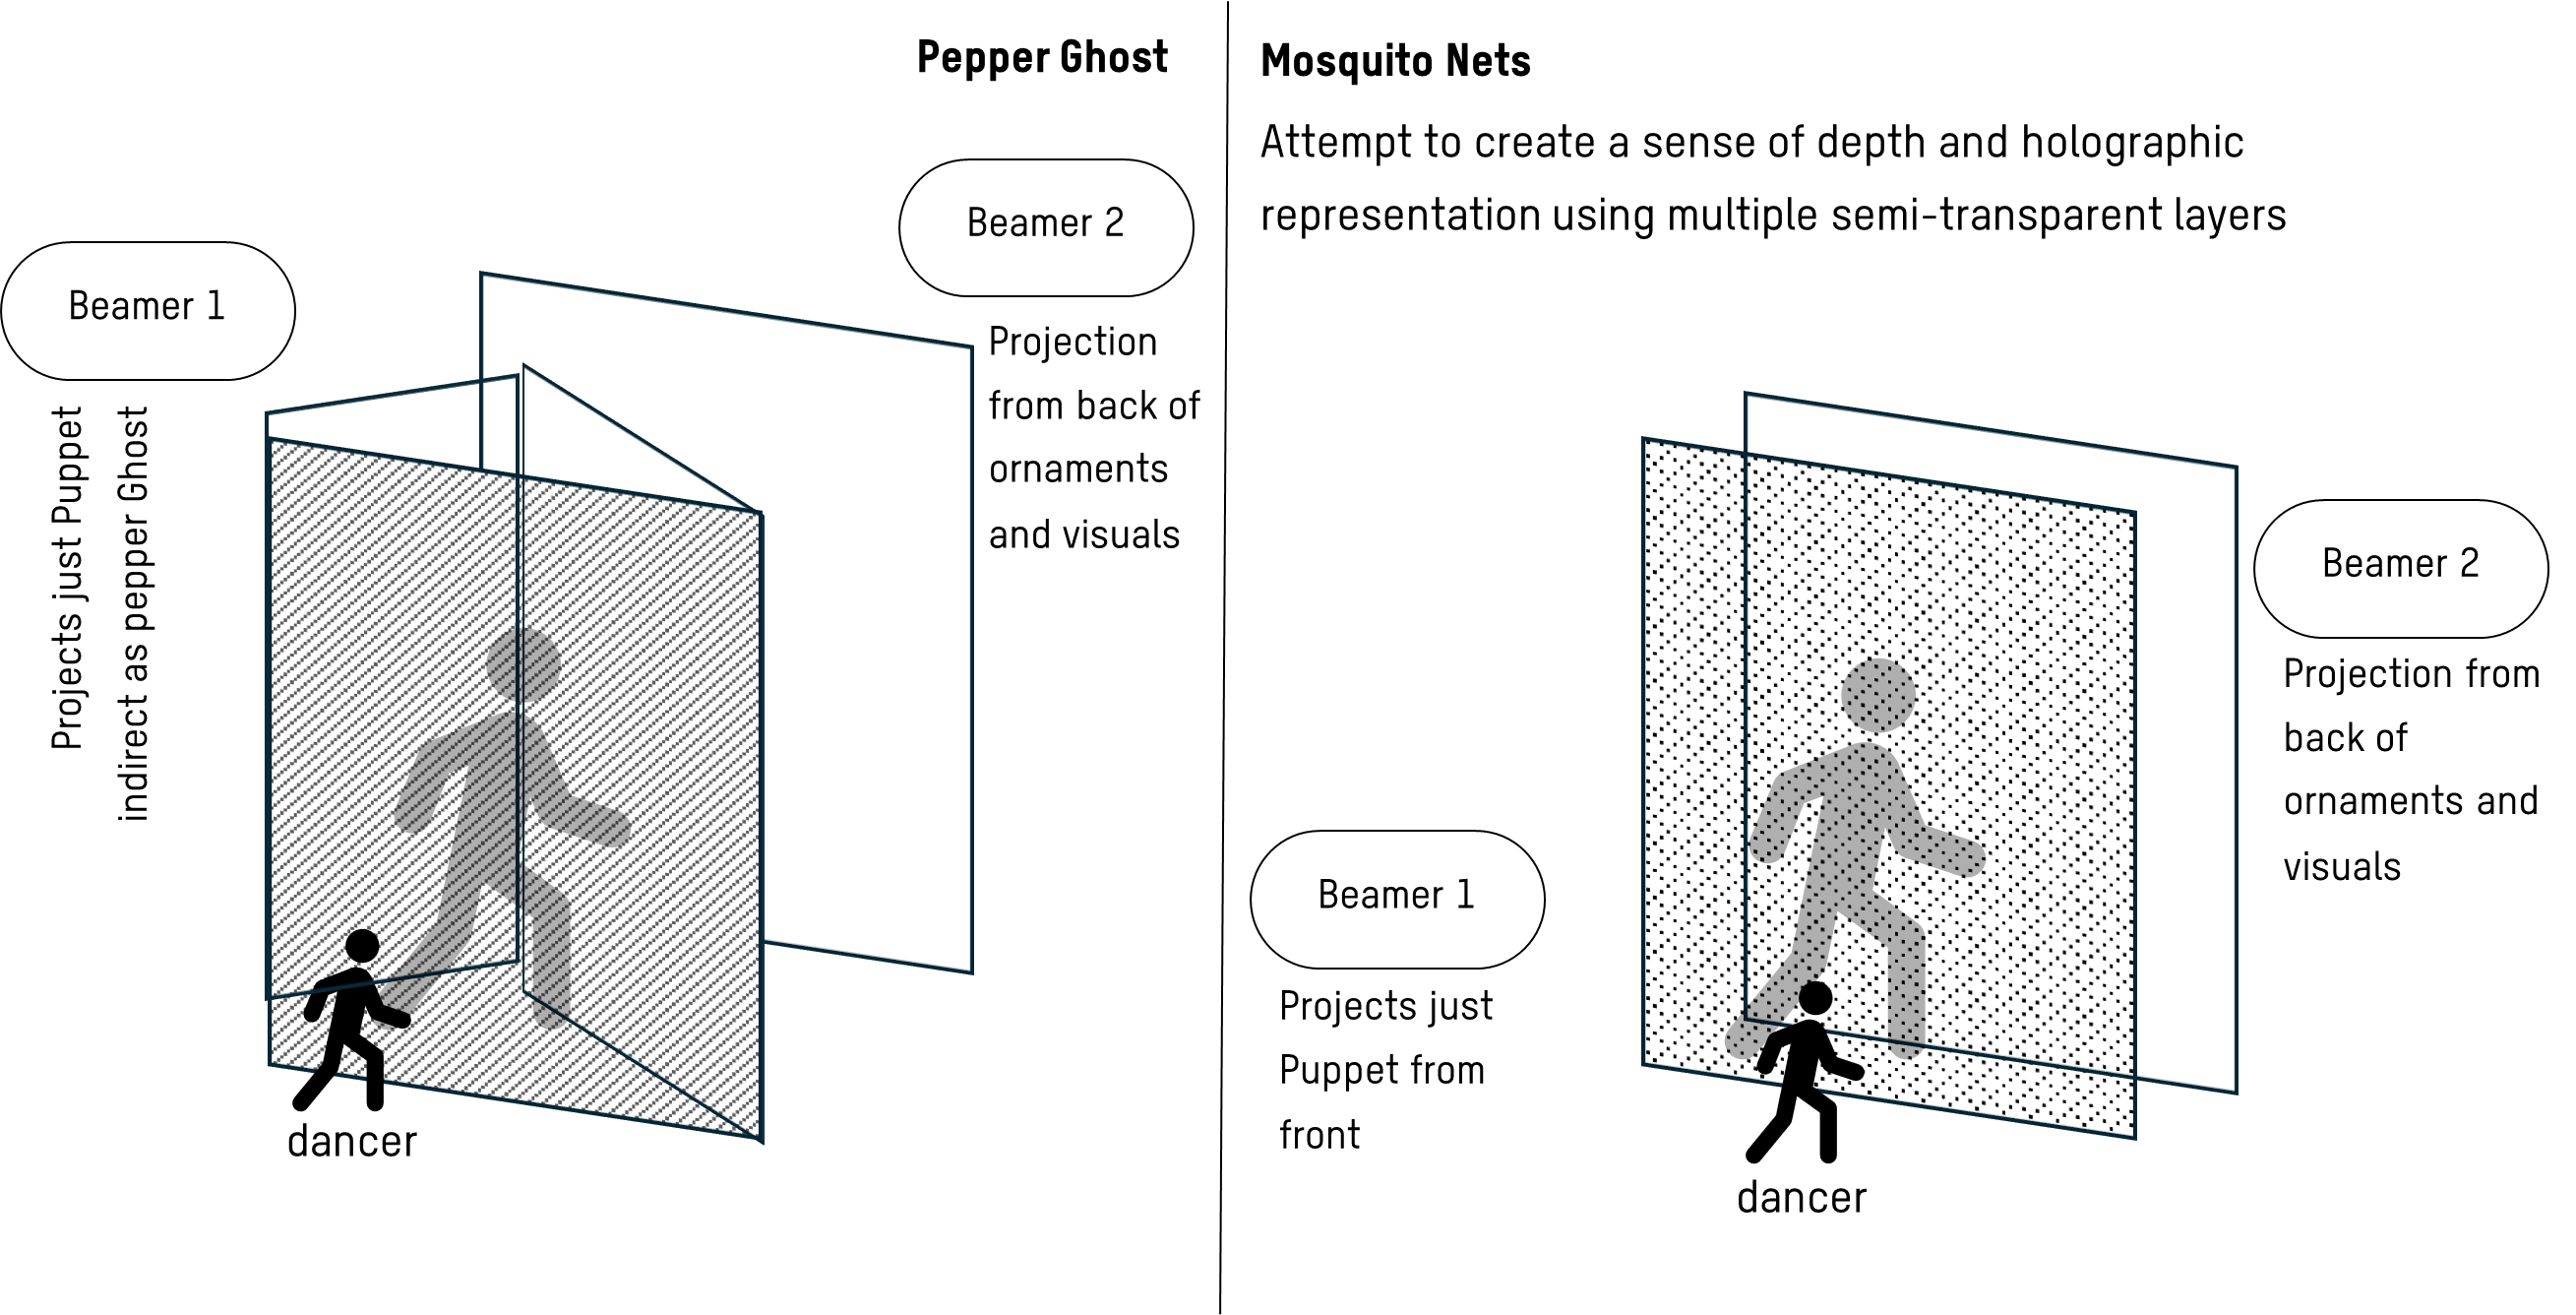 Pepper Ghost
Beamer 1
Projects just Puppet
indirect as pepper Ghost
Beamer 2
Projection
from back of
ornaments
and visuals
dancer
Mosquito Nets
Attempt to create a sense of depth and holographic
representation using multiple semi-transparent layers
Beamer 1
Projects just
Puppet from
front
Beamer 2
Projection from
back of
ornaments and
visuals
dancer